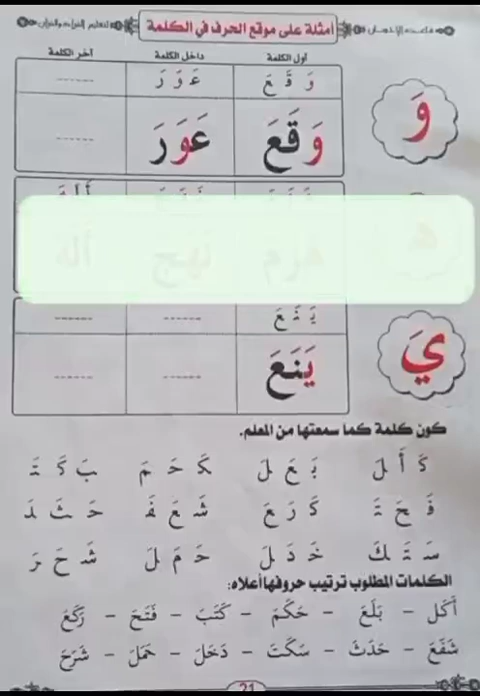 أمثلة على موقع الحرف في الكلمة
أول الكلمة داخل الكلمة آخر الكلمة
وَ قَ عَ عَ وَ رَ ------
وَ وَقَعَ عَوَرَ ------
يَ نَ عَ ------ ------
يَ يَنَعَ ------ ------
كون كلمة كما سمعتها من المعلم.
كَ أَ لَ بَ عَ لَ كَ حَ مَ بَ كَ تَ
فَ حَ تَ كَ رَ عَ شَ عَ فَ حَ ثَ دَ
سَ تَ كَ خَ دَ لَ حَ مَ لَ شَ حَ رَ
الكلمات المطلوب ترتيب حروفها أعلاه:
أَكَلَ - بَلَعَ - حَكَمَ - كَتَبَ - فَتَحَ - رَكَعَ
شَفَعَ - حَدَثَ - سَكَتَ - دَخَلَ - حَمَلَ - شَرَحَ
21